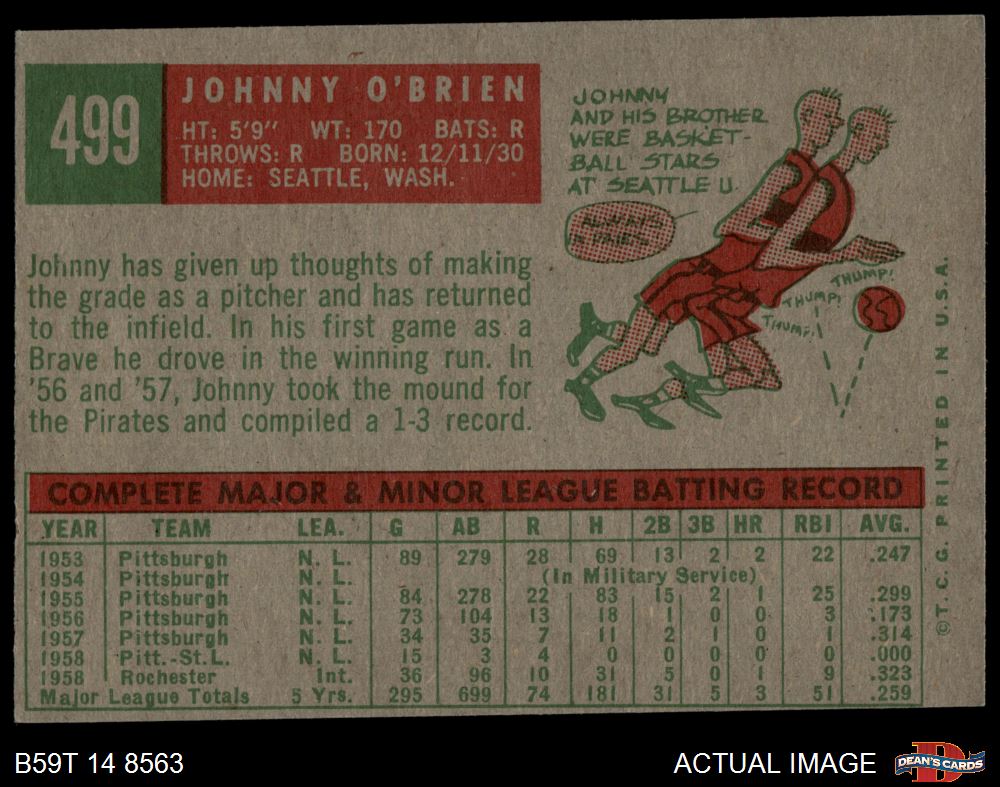 499
JOHNNY O'BRIEN
HT: 5'9" WT: 170 BATS: R
THROWS: R BORN: 12/11/30
HOME: SEATTLE, WASH.
JOHNNY
AND HIS BROTHER
WERE BASKET-
BALL STARS
AT SEATTLE U.
ALWAYS
THUMP!
THUMP!
THUMP!
Johnny has given up thoughts of making
the grade as a pitcher and has returned
to the infield. In his first game as a
Brave he drove in the winning run. In
'56 and '57, Johnny took the mound for
the Pirates and compiled a 1-3 record.
COMPLETE MAJOR & MINOR LEAGUE BATTING RECORD
YEAR TEAM LEA. G AB R H 2B 3B HR RBI AVG.
1953 Pittsburgh N. L. 89 279 28 69 13 2 2 22 .247
1954 Pittsburgh N. L. (In Military Service)
1955 Pittsburgh N. L. 84 278 22 83 15 2 1 25 .299
1956 Pittsburgh N. L. 73 104 13 18 1 0 0 3 .173
1957 Pittsburgh N. L. 34 35 7 11 2 1 0 1 .314
1958 Pitt.-St.L. N. L. 15 3 4 0 0 0 0 0 .000
1958 Rochester Int. 36 96 10 31 5 0 1 9 .323
Major League Totals 5 Yrs. 295 699 74 181 31 5 3 51 .259
©T. C. G. PRINTED IN U.S.A.
B59T 14 8563
ACTUAL IMAGE
D
DEAN'S CARDS